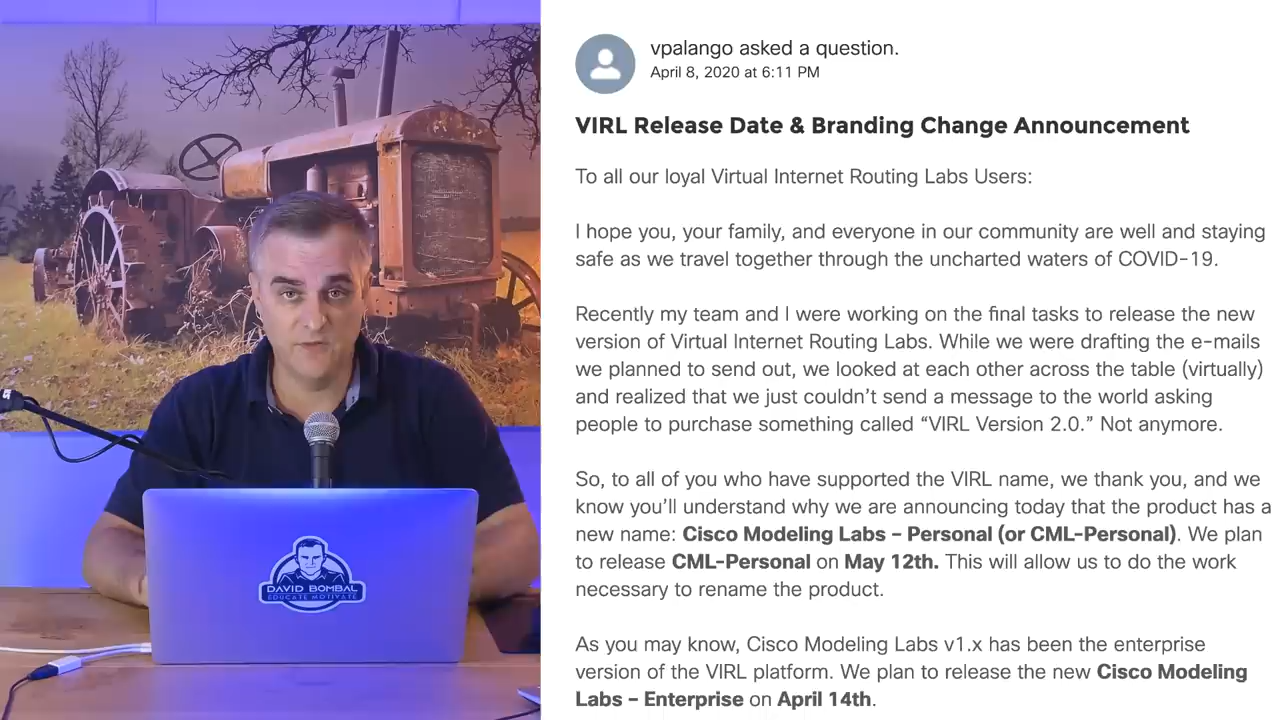 vpalango asked a question.
April 8, 2020 at 6:11 PM
VIRL Release Date & Branding Change Announcement
To all our loyal Virtual Internet Routing Labs Users:
I hope you, your family, and everyone in our community are well and staying
safe as we travel together through the uncharted waters of COVID-19.
Recently my team and I were working on the final tasks to release the new
version of Virtual Internet Routing Labs. While we were drafting the e-mails
we planned to send out, we looked at each other across the table (virtually)
and realized that we just couldn’t send a message to the world asking
people to purchase something called “VIRL Version 2.0.” Not anymore.
So, to all of you who have supported the VIRL name, we thank you, and we
know you’ll understand why we are announcing today that the product has a
new name: Cisco Modeling Labs – Personal (or CML-Personal). We plan
to release CML-Personal on May 12th. This will allow us to do the work
necessary to rename the product.
As you may know, Cisco Modeling Labs v1.x has been the enterprise
version of the VIRL platform. We plan to release the new Cisco Modeling
Labs – Enterprise on April 14th.
DAVID BOMBAL
EDUCATE MOTIVATE